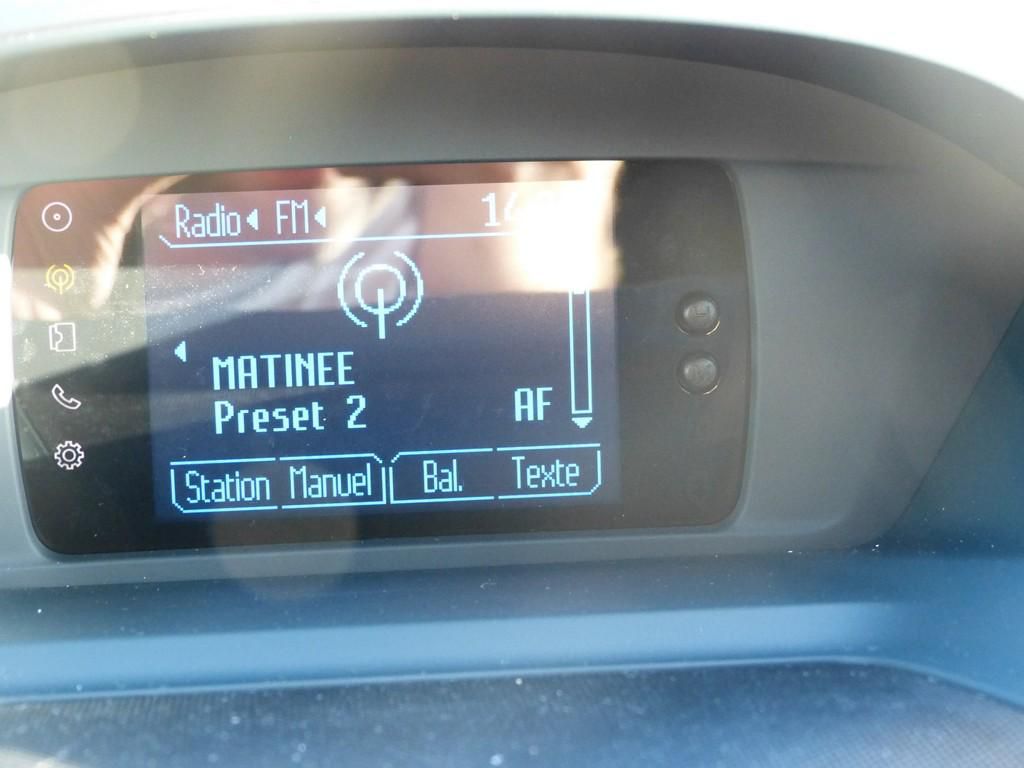 Radio FM
MATINEE
Preset 2
AF
Station Manuel Bal. Texte